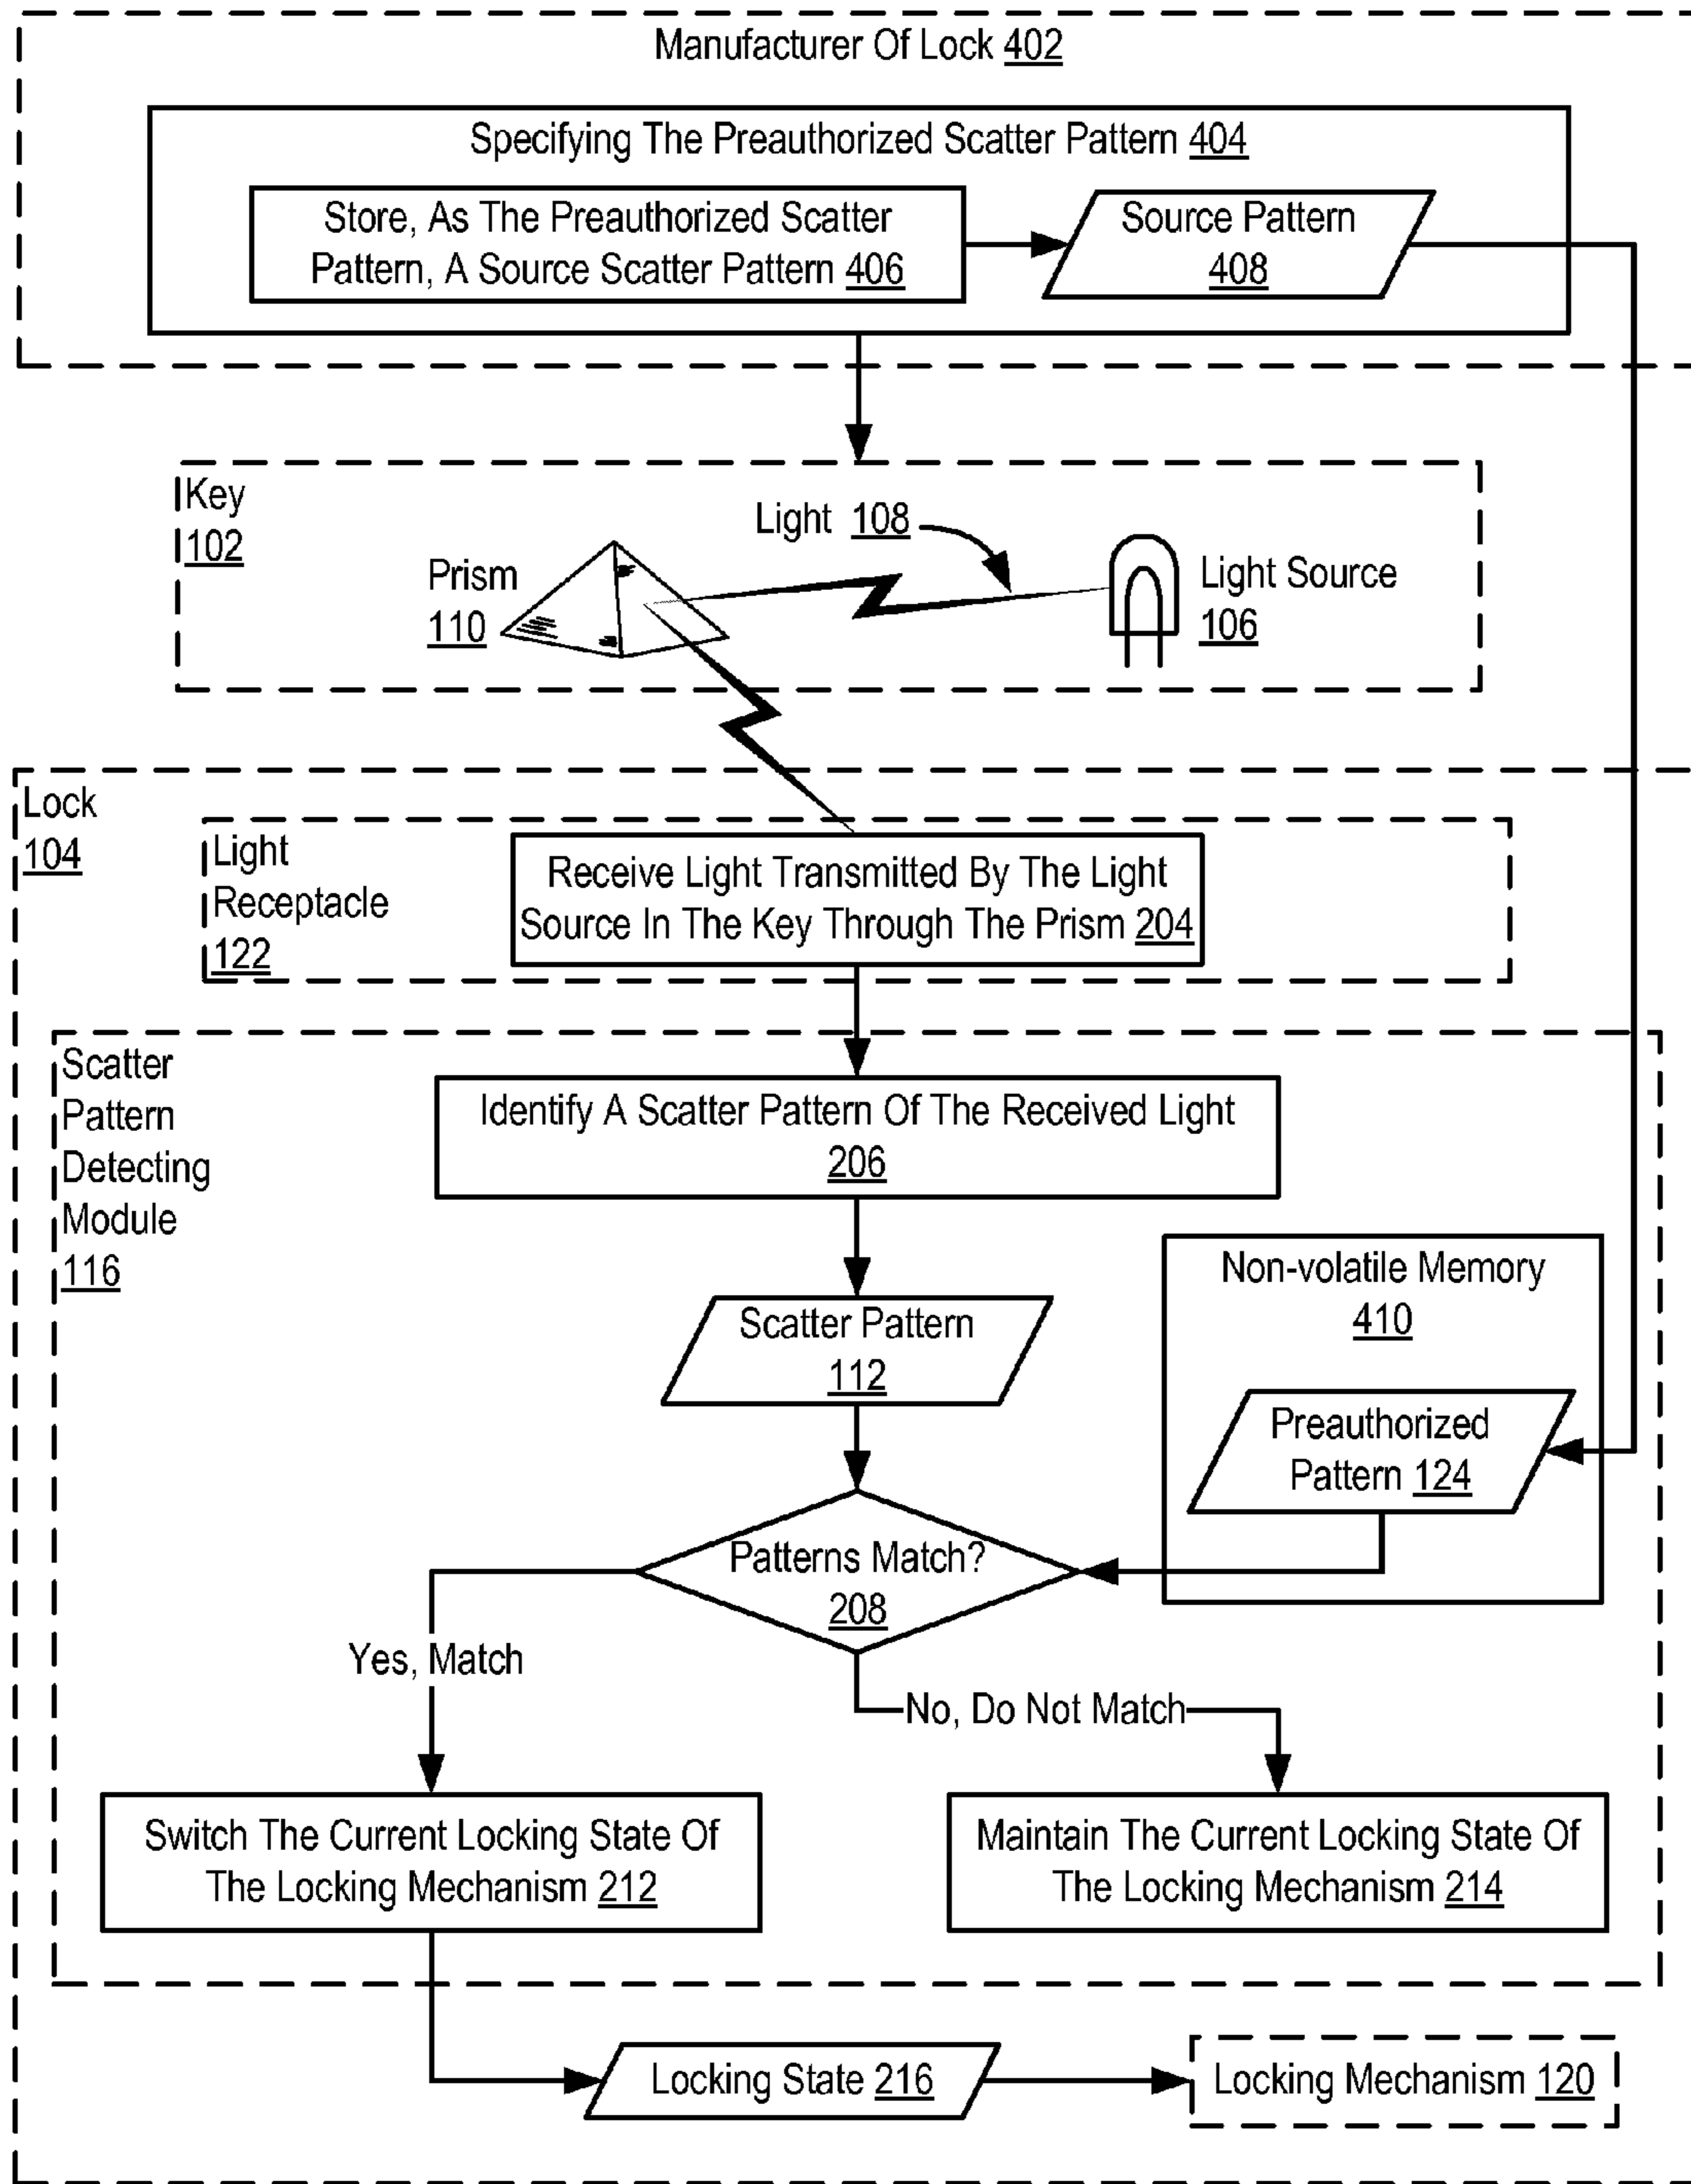 Manufacturer Of Lock 402
Specifying The Preauthorized Scatter Pattern 404
Store, As The Preauthorized Scatter
Pattern, A Source Scatter Pattern 406
Source Pattern
408
Key
102
Light 108
Prism
110
Light Source
106
Lock
104
Light
Receptacle
122
Receive Light Transmitted By The Light
Source In The Key Through The Prism 204
Scatter
Pattern
Detecting
Module
116
Identify A Scatter Pattern Of The Received Light
206
Scatter Pattern
112
Non-volatile Memory
410
Preauthorized
Pattern 124
Patterns Match?
208
Yes, Match
No, Do Not Match
Switch The Current Locking State Of
The Locking Mechanism 212
Maintain The Current Locking State Of
The Locking Mechanism 214
Locking State 216
Locking Mechanism 120